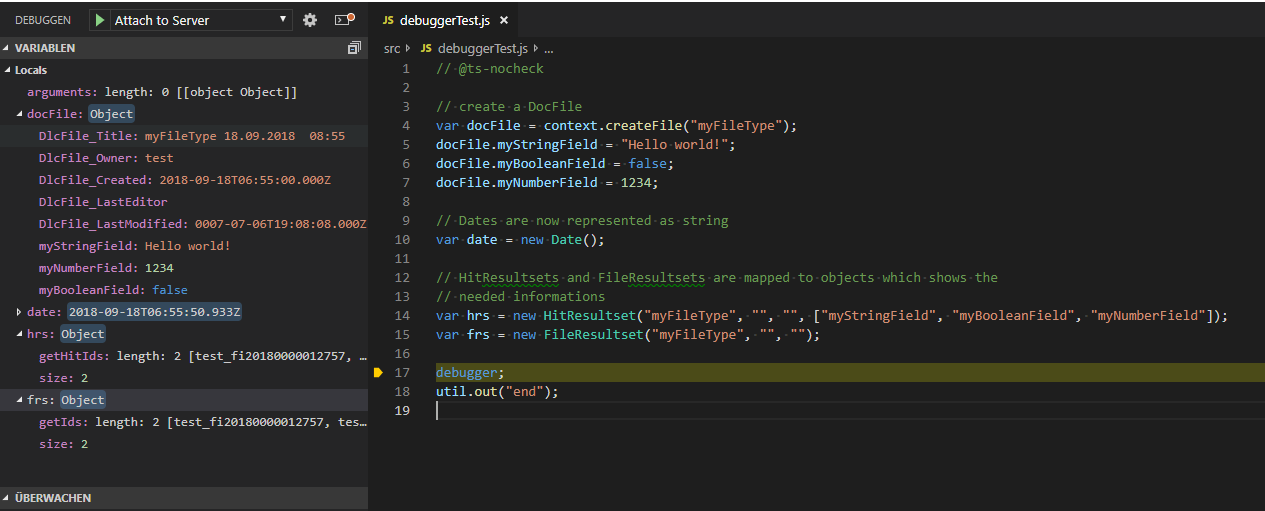 DEBUGGEN Attach to Server
VARIABLEN
Locals
arguments: length: 0 [[object Object]]
docFile: Object
DlcFile_Title: myFileType 18.09.2018  08:55
DlcFile_Owner: test
DlcFile_Created: 2018-09-18T06:55:00.000Z
DlcFile_LastEditor
DlcFile_LastModified: 0007-07-06T19:08:08.000Z
myStringField: Hello world!
myNumberField: 1234
myBooleanField: false
date: 2018-09-18T06:55:50.933Z
hrs: Object
getHitIds: length: 2 [test_fi20180000012757, …
size: 2
frs: Object
getIds: length: 2 [test_fi20180000012757, tes…
size: 2
ÜBERWACHEN
JS debuggerTest.js ×
src JS debuggerTest.js ...
1 // @ts-nocheck
2
3 // create a DocFile
4 var docFile = context.createFile("myFileType");
5 docFile.myStringField = "Hello world!";
6 docFile.myBooleanField = false;
7 docFile.myNumberField = 1234;
8
9 // Dates are now represented as string
10 var date = new Date();
11
12 // HitResultsets and FileResultsets are mapped to objects which shows the
13 // needed informations
14 var hrs = new HitResultset("myFileType", "", "", ["myStringField", "myBooleanField", "myNumberField"]);
15 var frs = new FileResultset("myFileType", "", "");
16
17 debugger;
18 util.out("end");
19